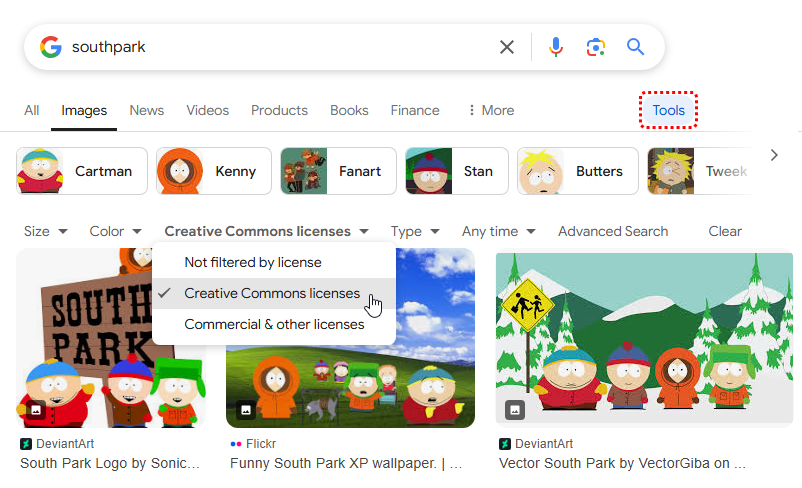 southpark
All Images News Videos Products Books Finance More Tools
Cartman Kenny Fanart Stan Butters Tweek
Size Color Creative Commons licenses Type Any time Advanced Search Clear
Not filtered by license
Creative Commons licenses
Commercial & other licenses
SOUTH
PARK
DeviantArt Flickr DeviantArt
South Park Logo by Sonic... Funny South Park XP wallpaper. | ... Vector South Park by VectorGiba on ...